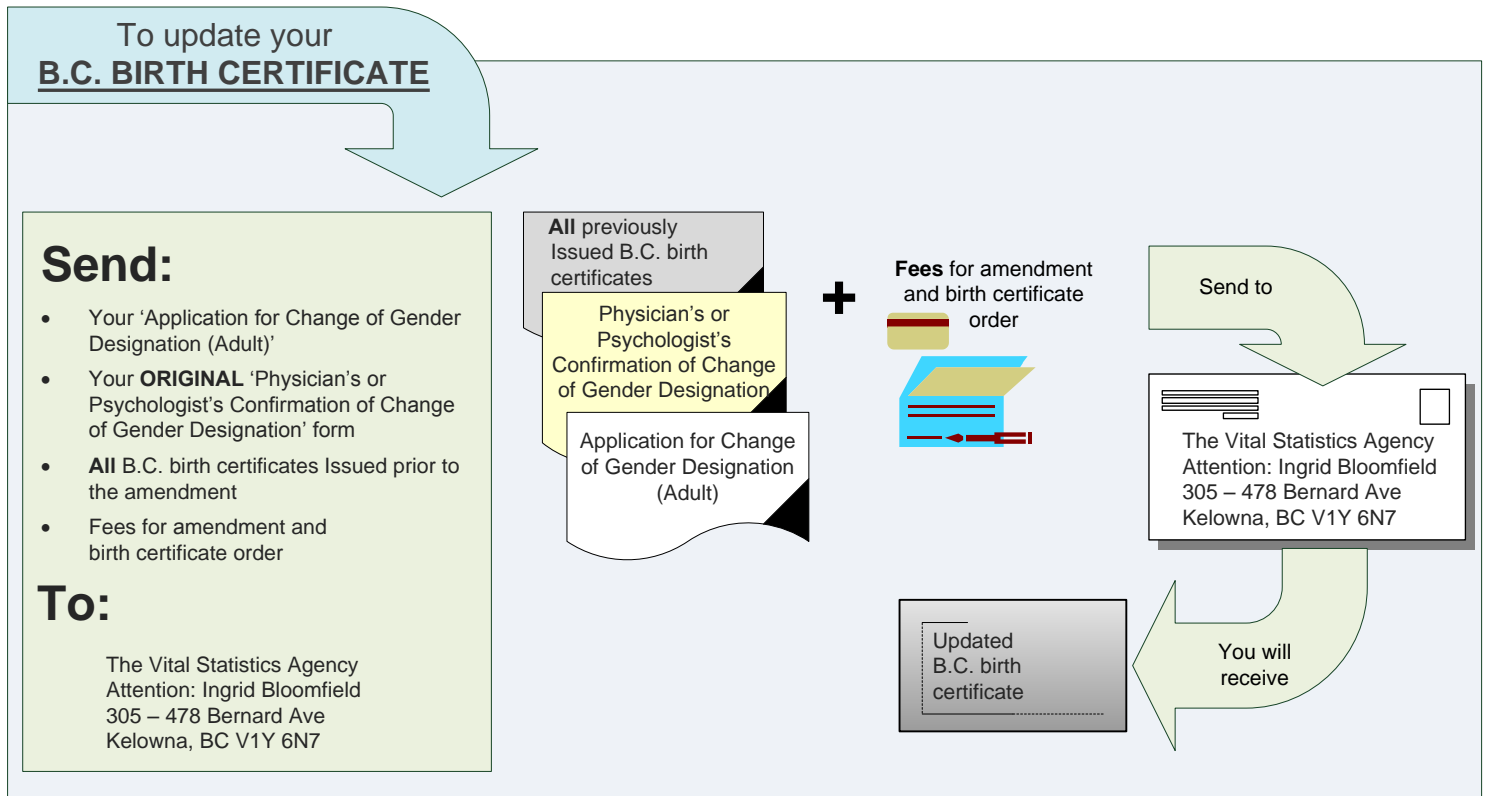 To update your
B.C. BIRTH CERTIFICATE
Send:
• Your ‘Application for Change of Gender
Designation (Adult)’
• Your ORIGINAL ‘Physician’s or
Psychologist’s Confirmation of Change
of Gender Designation’ form
• All B.C. birth certificates Issued prior to
the amendment
• Fees for amendment and
birth certificate order
To:
The Vital Statistics Agency
Attention: Ingrid Bloomfield
305 – 478 Bernard Ave
Kelowna, BC V1Y 6N7
All previously
Issued B.C. birth
certificates
Physician’s or
Psychologist’s
Confirmation of Change
of Gender Designation
Application for Change
of Gender Designation
(Adult)
+
Fees for amendment
and birth certificate
order
Send to
The Vital Statistics Agency
Attention: Ingrid Bloomfield
305 – 478 Bernard Ave
Kelowna, BC V1Y 6N7
You will
receive
Updated
B.C. birth
certificate